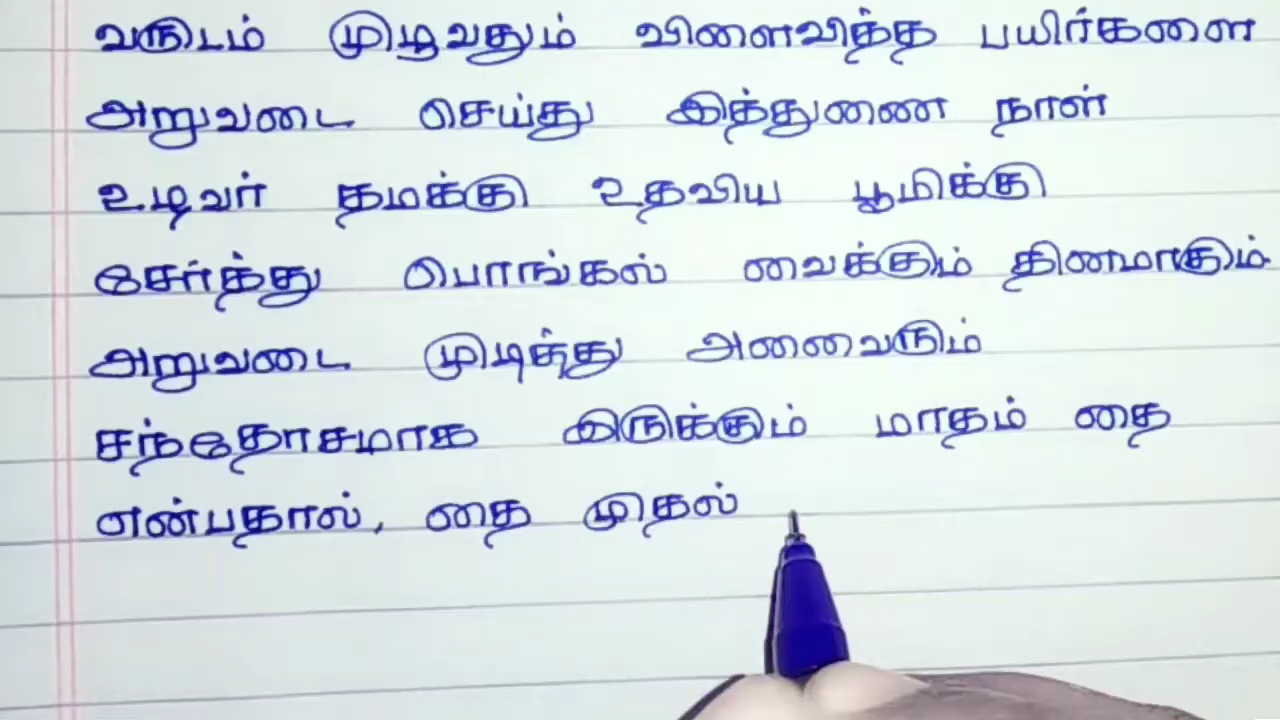 வருடம் முழுவதும் விளைவித்த பயிர்களை
அறுவடை செய்து இத்துணை நாள்
உழவர் தமக்கு உதவிய பூமிக்கு
சேர்த்து பொங்கல் வைக்கும் தினமாகும்.
அறுவடை முடித்து அனைவரும்
சந்தோசமாக இருக்கும் மாதம் தை
என்பதால், தை முதல்